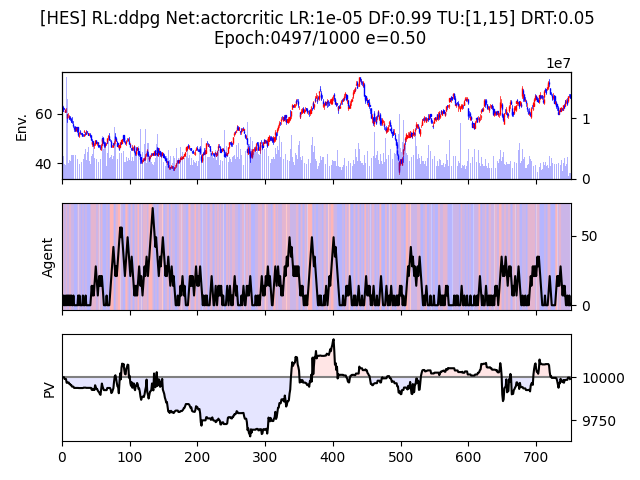 [HES] RL:ddpg Net:actorcritic LR:1e-05 DF:0.99 TU:[1,15] DRT:0.05
Epoch:0497/1000 e=0.50
1e7
Env.
60
40
1
0
Agent
50
0
PV
10000
9750
0 100 200 300 400 500 600 700